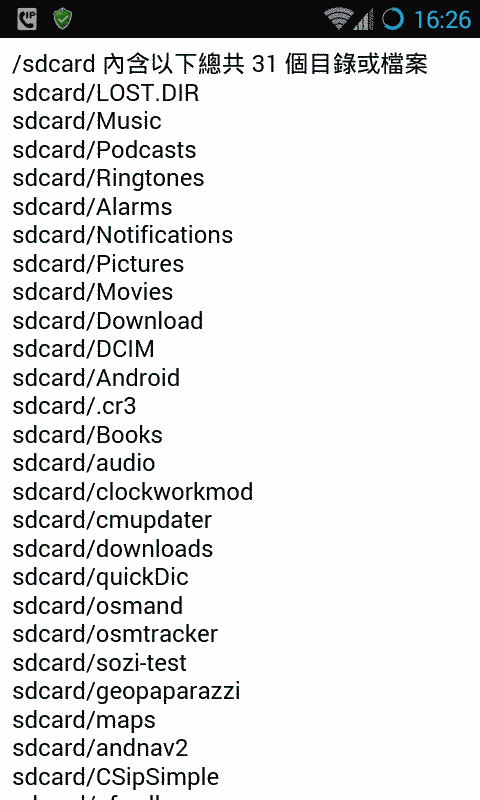 16:26
/sdcard 內含以下總共 31 個目錄或檔案
sdcard/LOST.DIR
sdcard/Music
sdcard/Podcasts
sdcard/Ringtones
sdcard/Alarms
sdcard/Notifications
sdcard/Pictures
sdcard/Movies
sdcard/Download
sdcard/DCIM
sdcard/Android
sdcard/.cr3
sdcard/Books
sdcard/audio
sdcard/clockworkmod
sdcard/cmupdater
sdcard/downloads
sdcard/quickDic
sdcard/osmand
sdcard/osmtracker
sdcard/sozi-test
sdcard/geopaparazzi
sdcard/maps
sdcard/andnav2
sdcard/CSipSimple